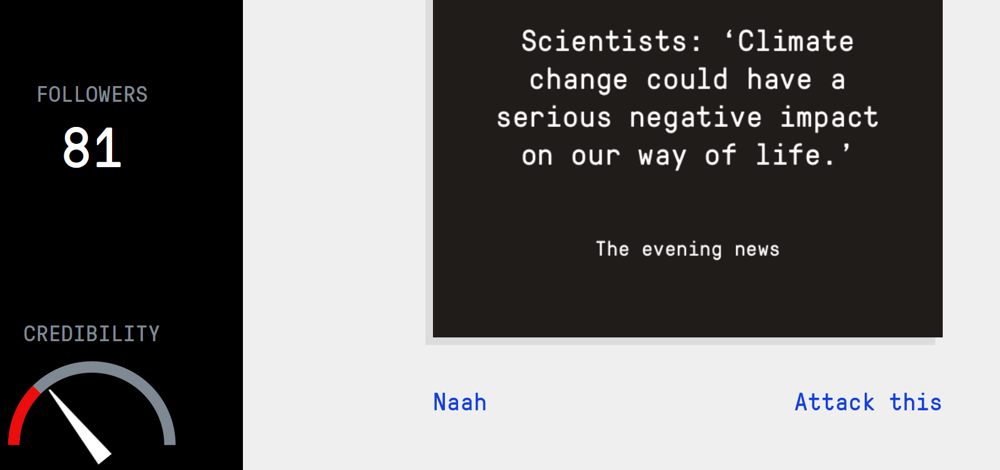 FOLLOWERS
81
CREDIBILITY
Scientists: ‘Climate
change could have a
serious negative impact
on our way of life.’
The evening news
Naah
Attack this